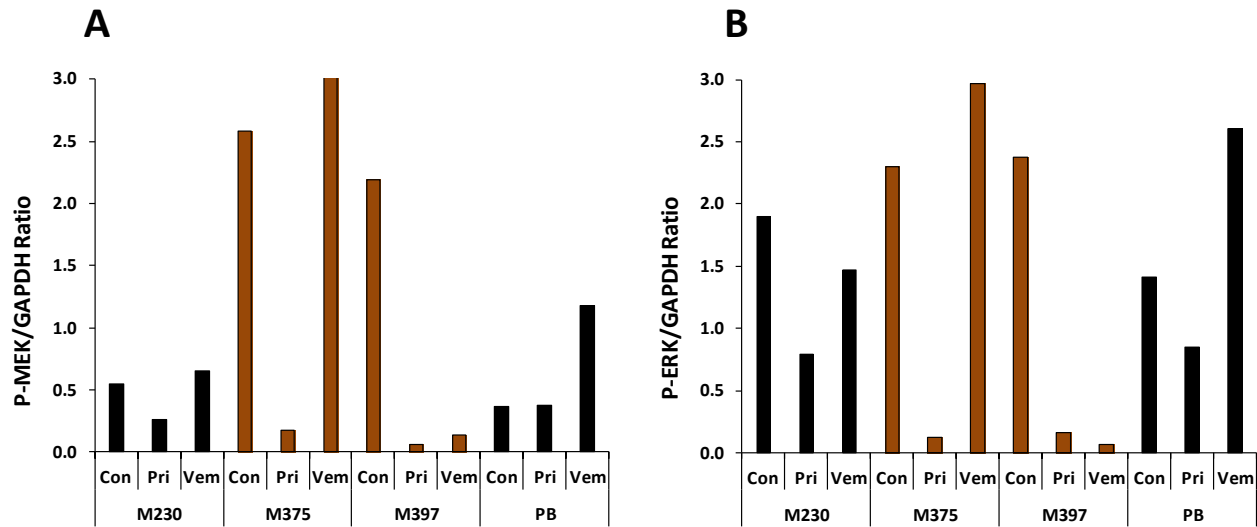 A
P-MEK/GAPDH Ratio
3.0
2.5
2.0
1.5
1.0
0.5
0.0
Con Pri Vem Con Pri Vem Con Pri Vem Con Pri Vem
M230 M375 M397 PB
B
P-ERK/GAPDH Ratio
3.0
2.5
2.0
1.5
1.0
0.5
0.0
Con Pri Vem Con Pri Vem Con Pri Vem Con Pri Vem
M230 M375 M397 PB